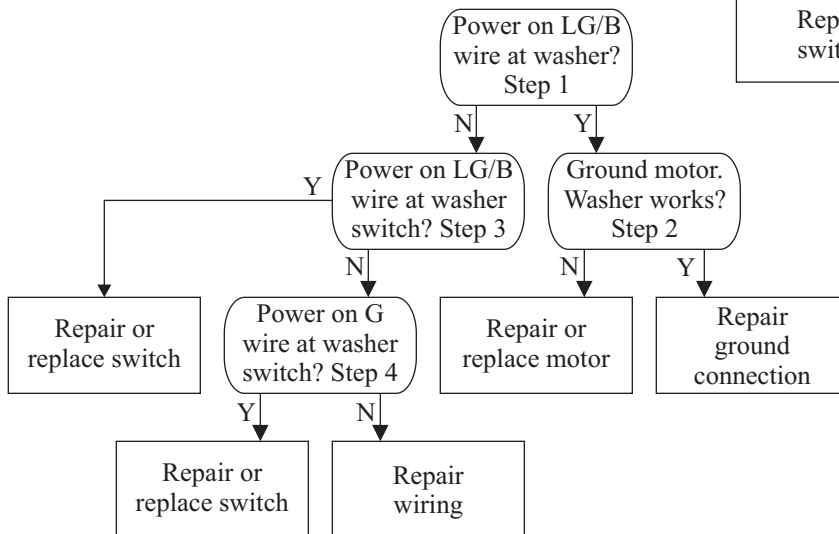 Power on LG/B
wire at washer?
Step 1
N
Y
Power on LG/B
wire at washer
switch? Step 3
Y
N
Ground motor.
Washer works?
Step 2
N
Y
Repair or
replace switch
Power on G
wire at washer
switch? Step 4
Y
N
Repair or
replace motor
Repair
ground
connection
Repair or
replace switch
Repair
wiring